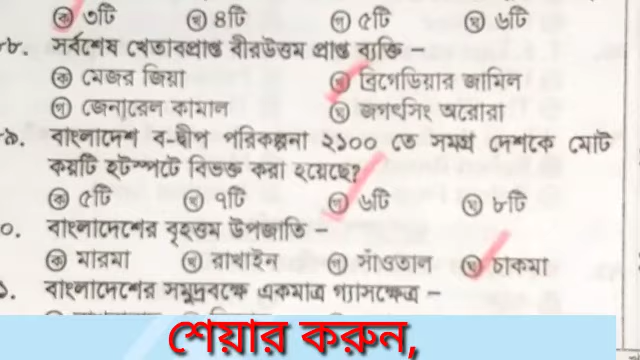 ক ৩টি খ ৪টি গ ৫টি ঘ ৬টি
৮. সর্বশেষ খেতাবপ্রাপ্ত বীরউত্তম প্রাপ্ত ব্যক্তি –
ক মেজর জিয়া খ ব্রিগেডিয়ার জামিল
গ জেনারেল কামাল ঘ জগৎসিং অরোরা
৯. বাংলাদেশ ব-দ্বীপ পরিকল্পনা ২১০০ তে সমগ্র দেশকে মোট
কয়টি হটস্পটে বিভক্ত করা হয়েছে?
ক ৫টি খ ৭টি গ ৬টি ঘ ৮টি
০. বাংলাদেশের বৃহত্তম উপজাতি –
ক মারমা খ রাখাইন গ সাঁওতাল ঘ চাকমা
১. বাংলাদেশের সমুদ্রবক্ষে একমাত্র গ্যাসক্ষেত্র –
শেয়ার করুন,